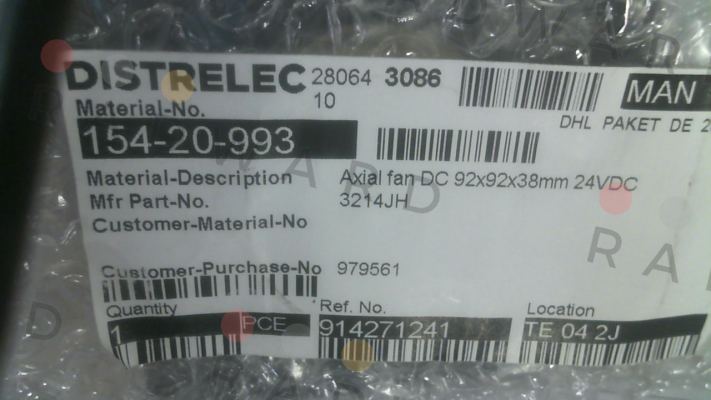 DISTRELEC 28064 3086
10
MAN
Material-No.
154-20-993
DHL PAKET DE 2
Material-Description Axial fan DC 92x92x38mm 24VDC
Mfr Part-No. 3214JH
Customer-Material-No
Customer-Purchase-No 979561
Quantity Ref. No. Location
1 PCE 914271241 TE 04 2J